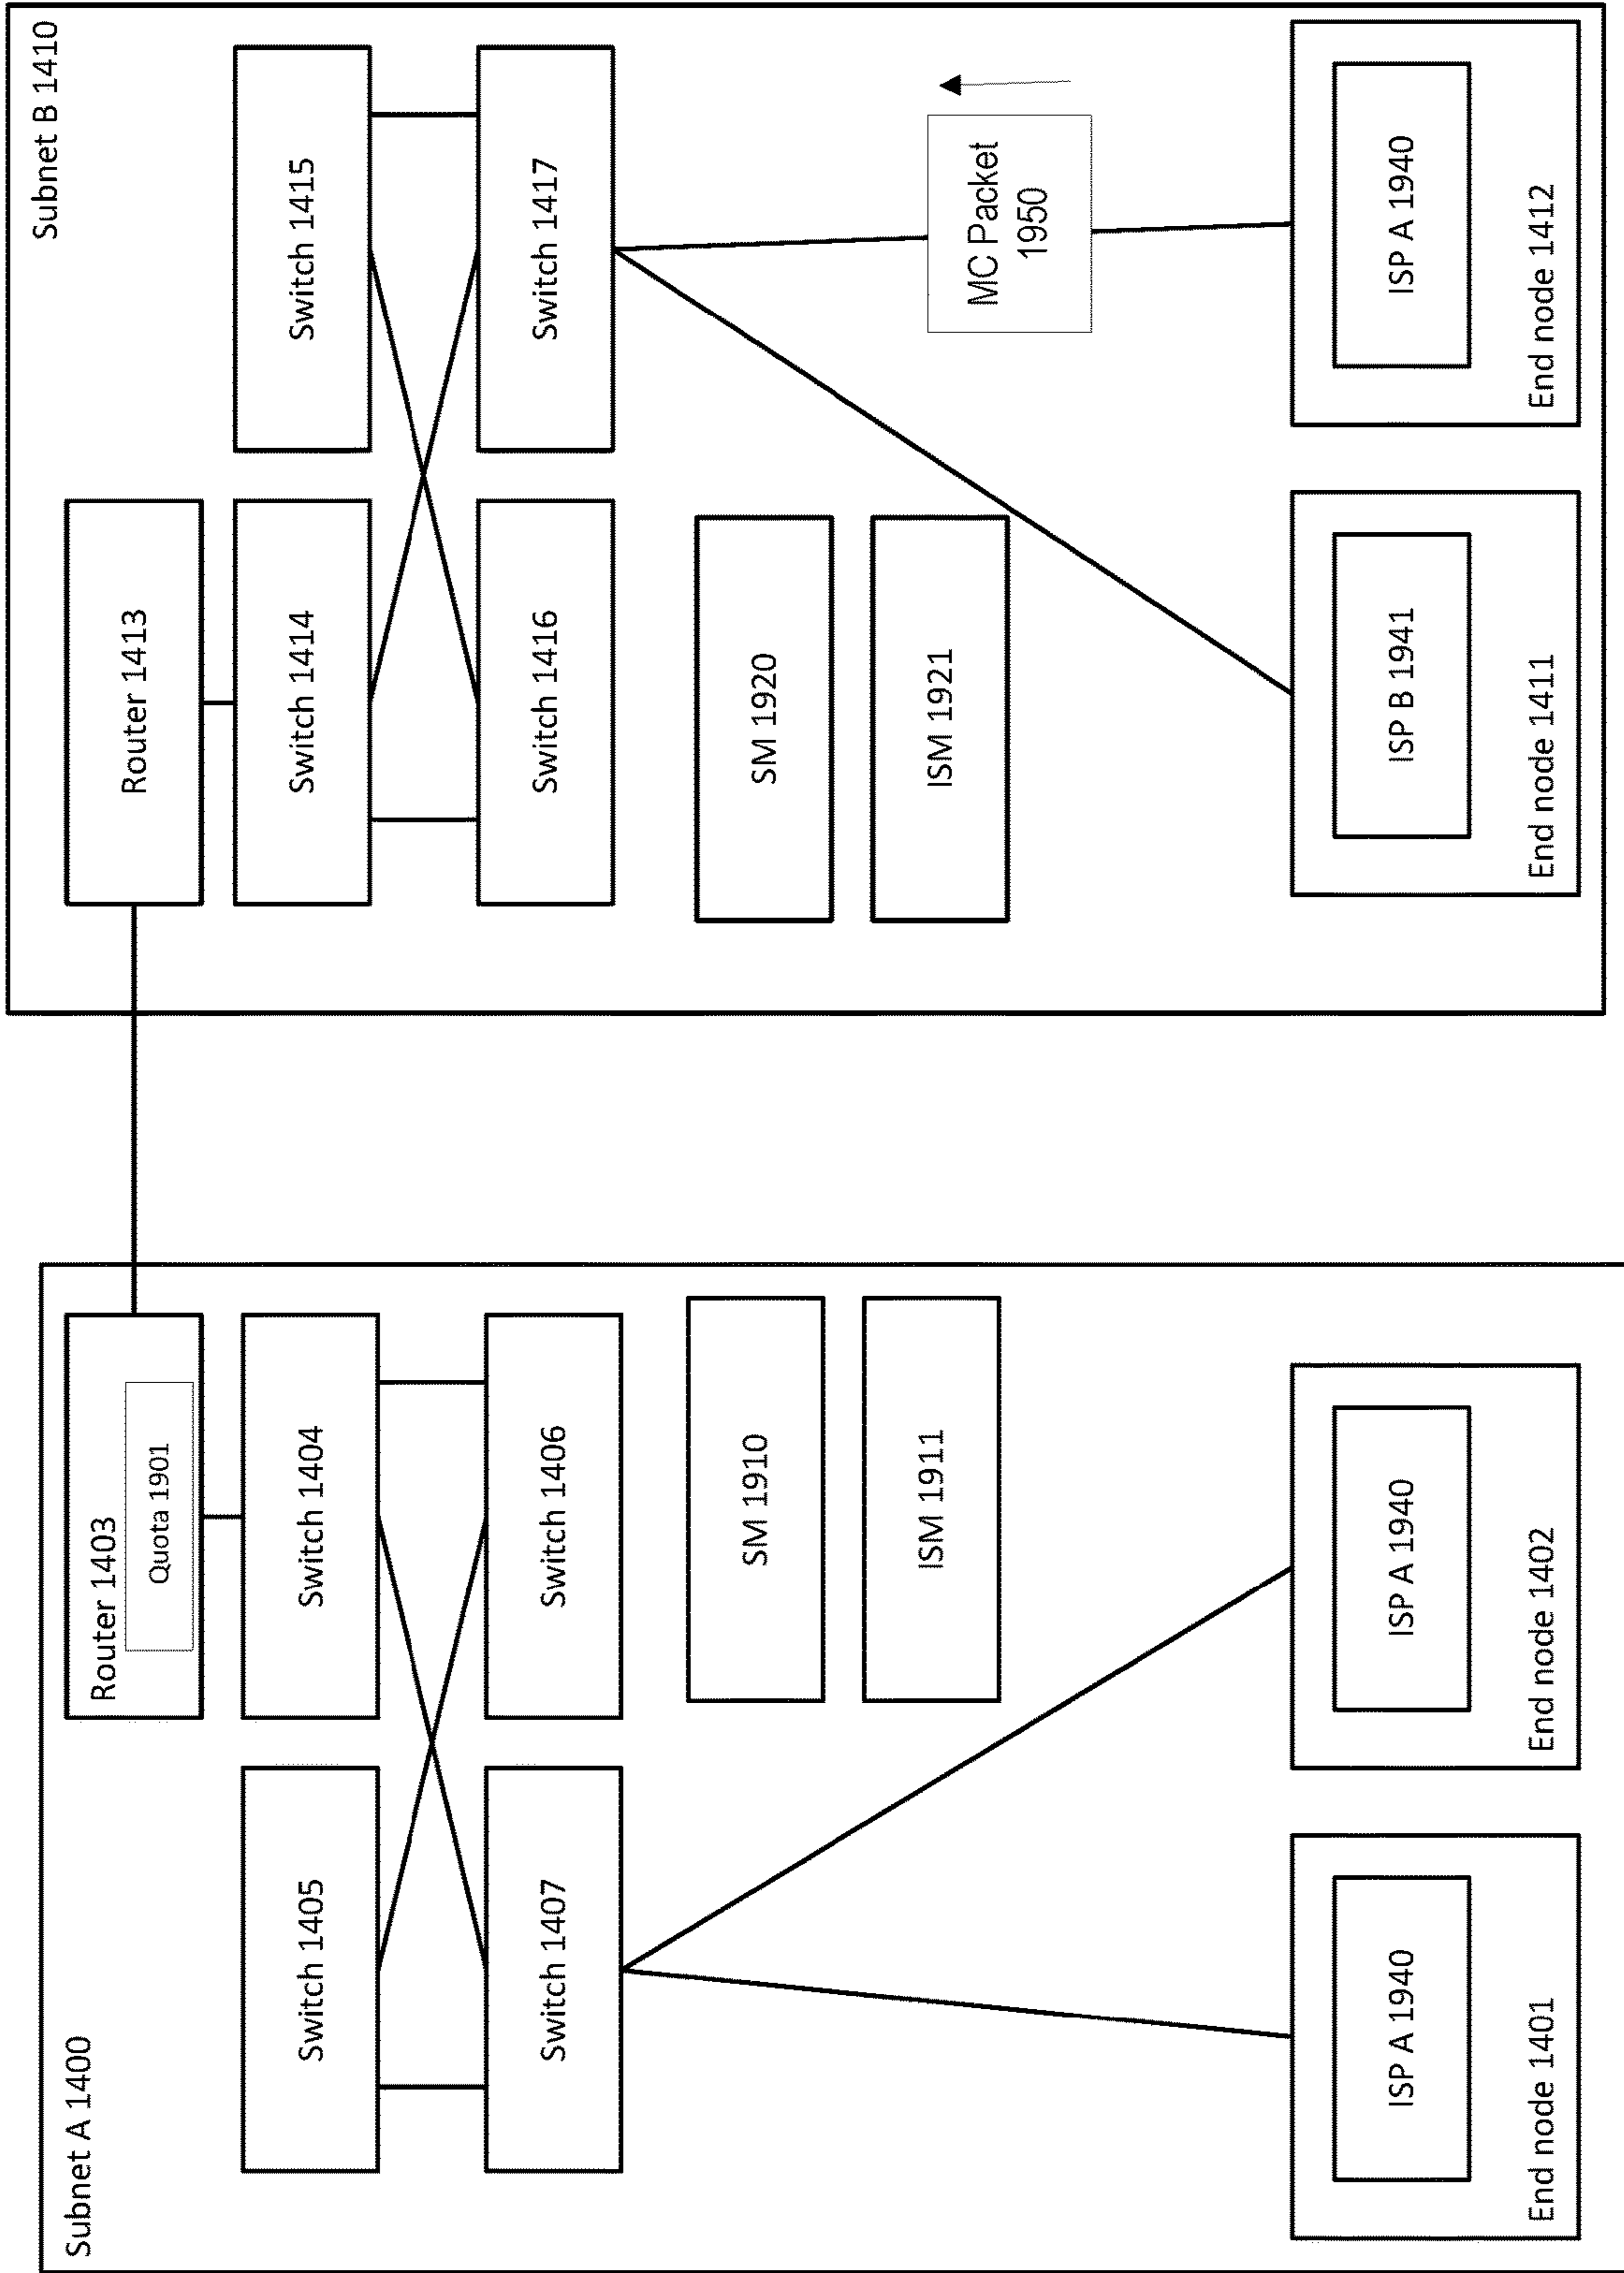 Subnet A 1400
Router 1403
Quota 1901
Switch 1405
Switch 1404
Switch 1407
Switch 1406
SM 1910
ISM 1911
ISP A 1940
End node 1401
ISP A 1940
End node 1402
Subnet B 1410
Router 1413
Switch 1414
Switch 1415
Switch 1416
Switch 1417
SM 1920
ISM 1921
MC Packet
1950
ISP B 1941
End node 1411
ISP A 1940
End node 1412